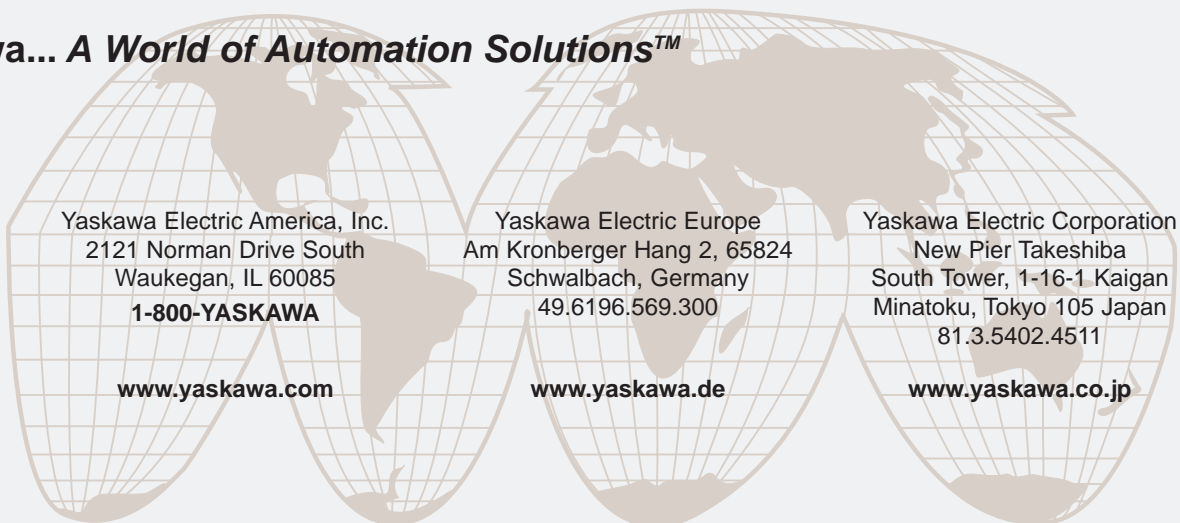 va... A World of Automation Solutions™
Yaskawa Electric America, Inc.
2121 Norman Drive South
Waukegan, IL 60085
1-800-YASKAWA
www.yaskawa.com
Yaskawa Electric Europe
Am Kronberger Hang 2, 65824
Schwalbach, Germany
49.6196.569.300
www.yaskawa.de
Yaskawa Electric Corporation
New Pier Takeshiba
South Tower, 1-16-1 Kaigan
Minatoku, Tokyo 105 Japan
81.3.5402.4511
www.yaskawa.co.jp